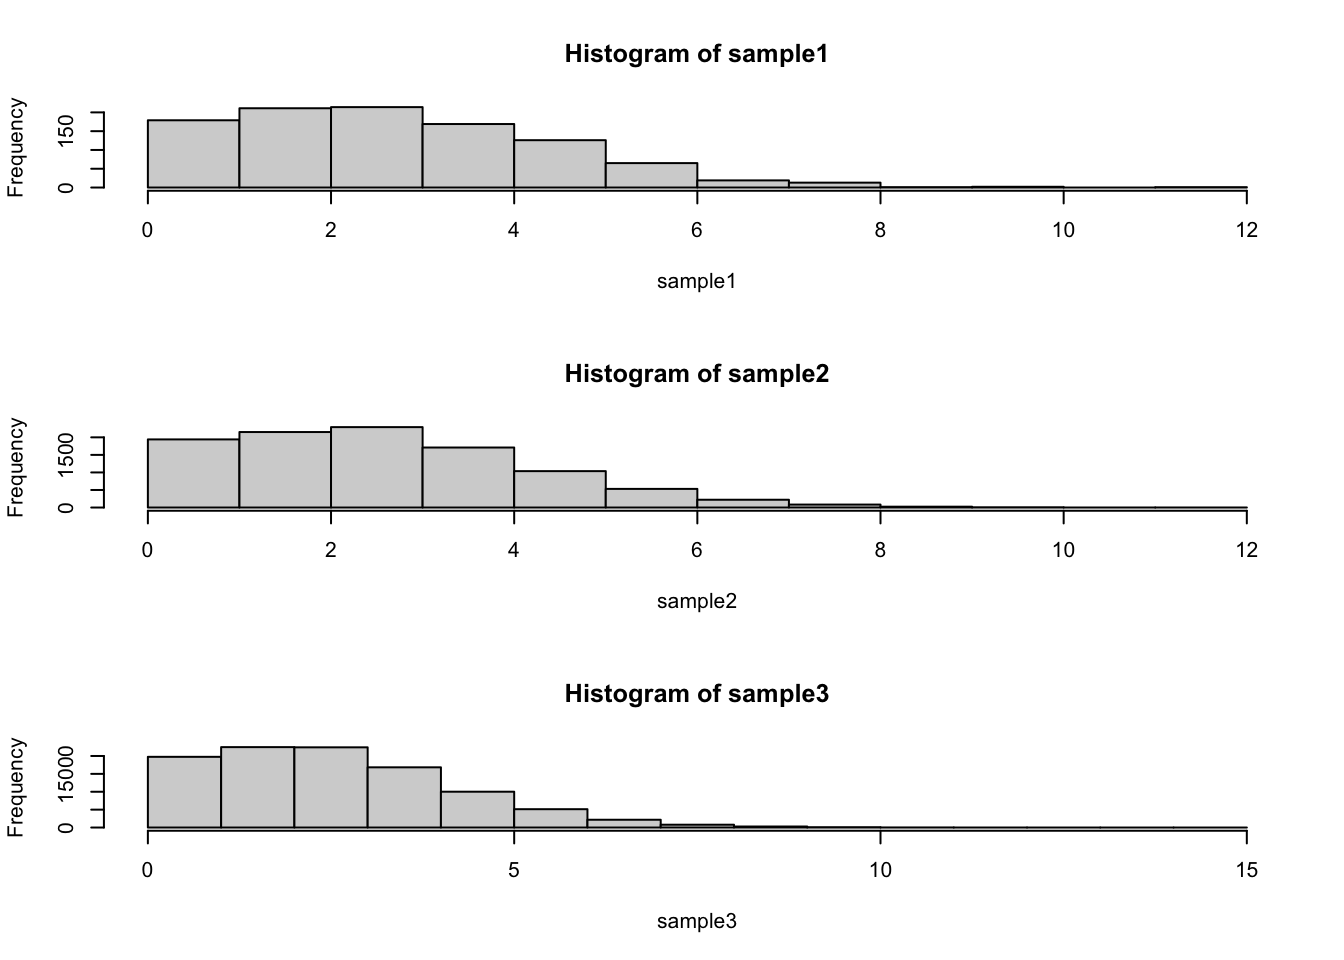 Histogram of sample1
Frequency
150
0
0 2 4 6 8 10 12
sample1
Histogram of sample2
Frequency
1500
0
0 2 4 6 8 10 12
sample2
Histogram of sample3
Frequency
15000
0
0 5 10 15
sample3